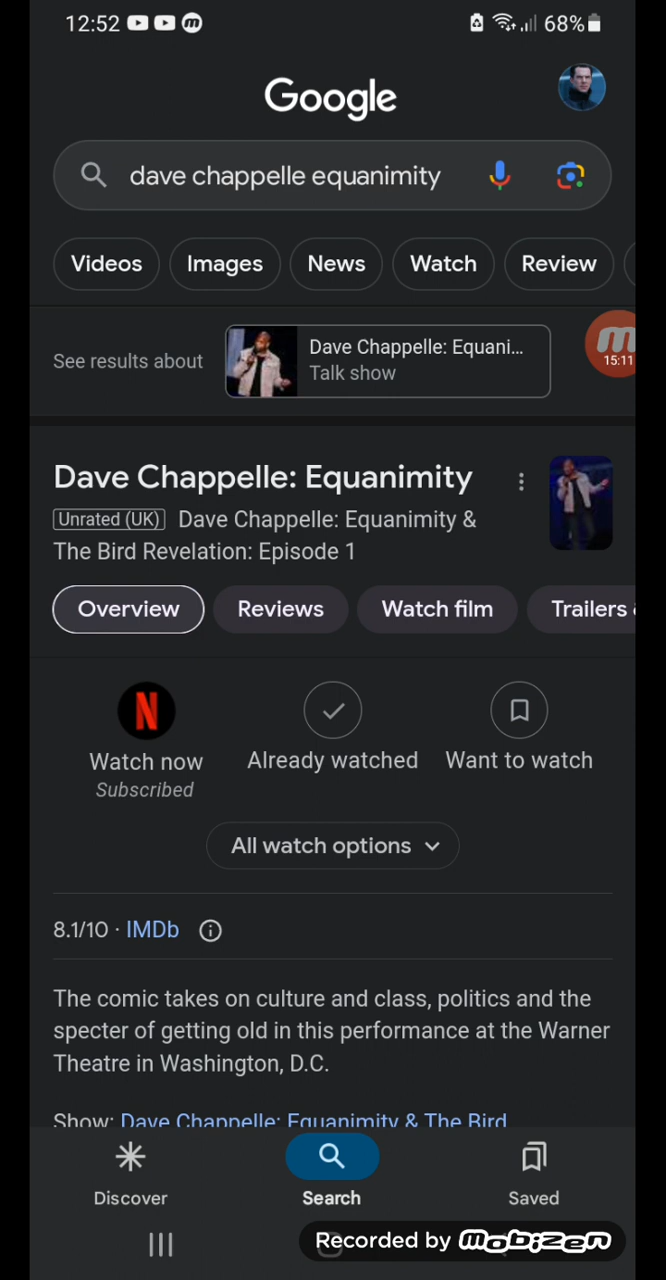 12:52 68%
Google
dave chappelle equanimity
Videos Images News Watch Review
See results about
Dave Chappelle: Equani...
Talk show
15:11
Dave Chappelle: Equanimity
Unrated (UK) Dave Chappelle: Equanimity &
The Bird Revelation: Episode 1
Overview Reviews Watch film Trailers
Watch now Already watched Want to watch
Subscribed
All watch options
8.1/10 · IMDb
The comic takes on culture and class, politics and the
specter of getting old in this performance at the Warner
Theatre in Washington, D.C.
Show: Dave Chappelle: Equanimity & The Bird
Discover Search Saved
Recorded by mobizen